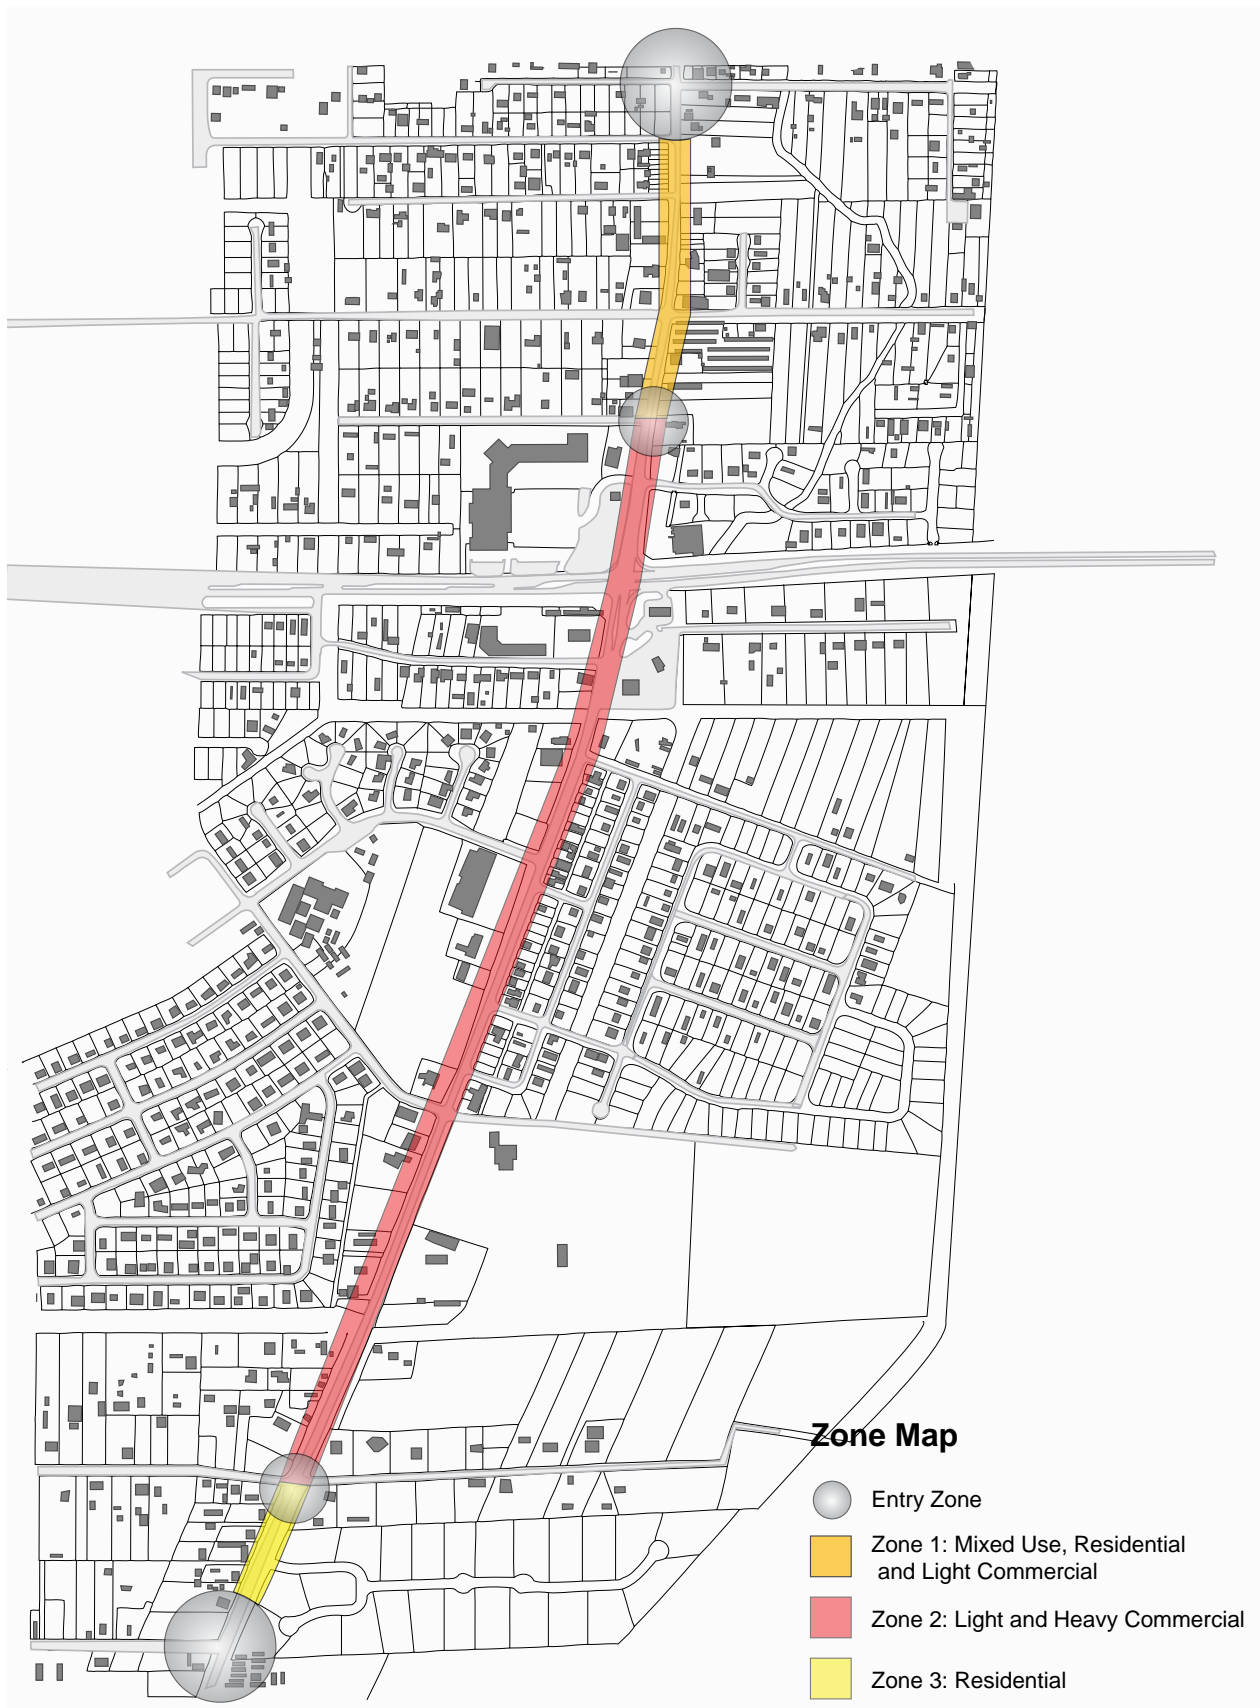 Zone Map
Entry Zone
Zone 1: Mixed Use, Residential
and Light Commercial
Zone 2: Light and Heavy Commercial
Zone 3: Residential